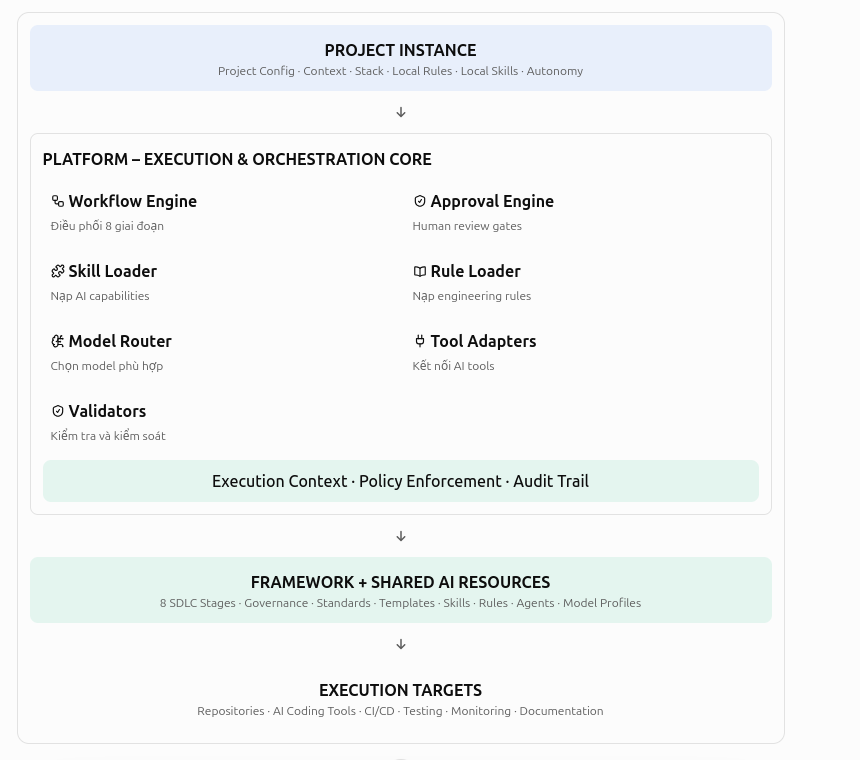 PROJECT INSTANCE
Project Config · Context · Stack · Local Rules · Local Skills · Autonomy
↓
PLATFORM – EXECUTION & ORCHESTRATION CORE
Workflow Engine
Điều phối 8 giai đoạn
Approval Engine
Human review gates
Skill Loader
Nạp AI capabilities
Rule Loader
Nạp engineering rules
Model Router
Chọn model phù hợp
Tool Adapters
Kết nối AI tools
Validators
Kiểm tra và kiểm soát
Execution Context · Policy Enforcement · Audit Trail
↓
FRAMEWORK + SHARED AI RESOURCES
8 SDLC Stages · Governance · Standards · Templates · Skills · Rules · Agents · Model Profiles
↓
EXECUTION TARGETS
Repositories · AI Coding Tools · CI/CD · Testing · Monitoring · Documentation